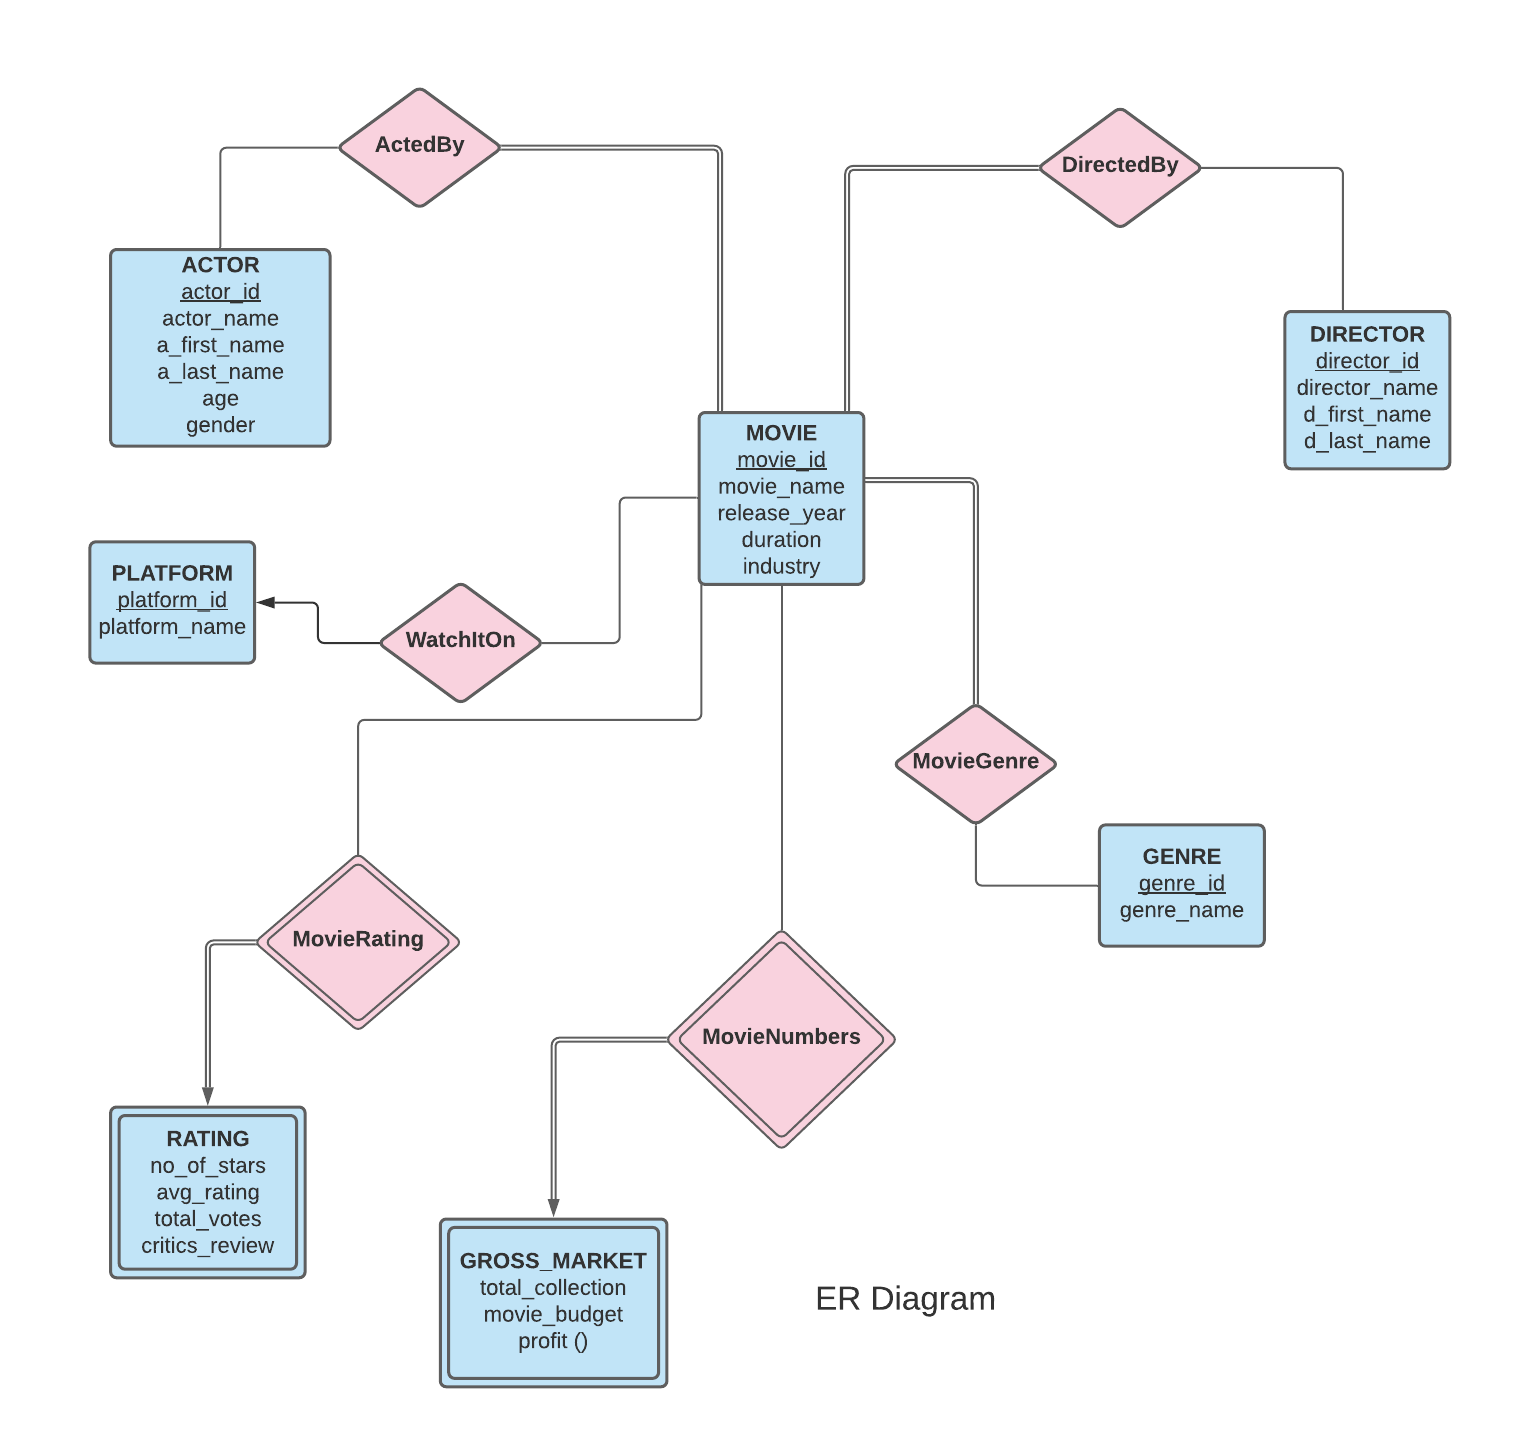 ActedBy
DirectedBy
ACTOR
actor_id
actor_name
a_first_name
a_last_name
age
gender
DIRECTOR
director_id
director_name
d_first_name
d_last_name
MOVIE
movie_id
movie_name
release_year
duration
industry
PLATFORM
platform_id
platform_name
WatchItOn
MovieGenre
GENRE
genre_id
genre_name
MovieRating
MovieNumbers
RATING
no_of_stars
avg_rating
total_votes
critics_review
GROSS_MARKET
total_collection
movie_budget
profit ()
ER Diagram